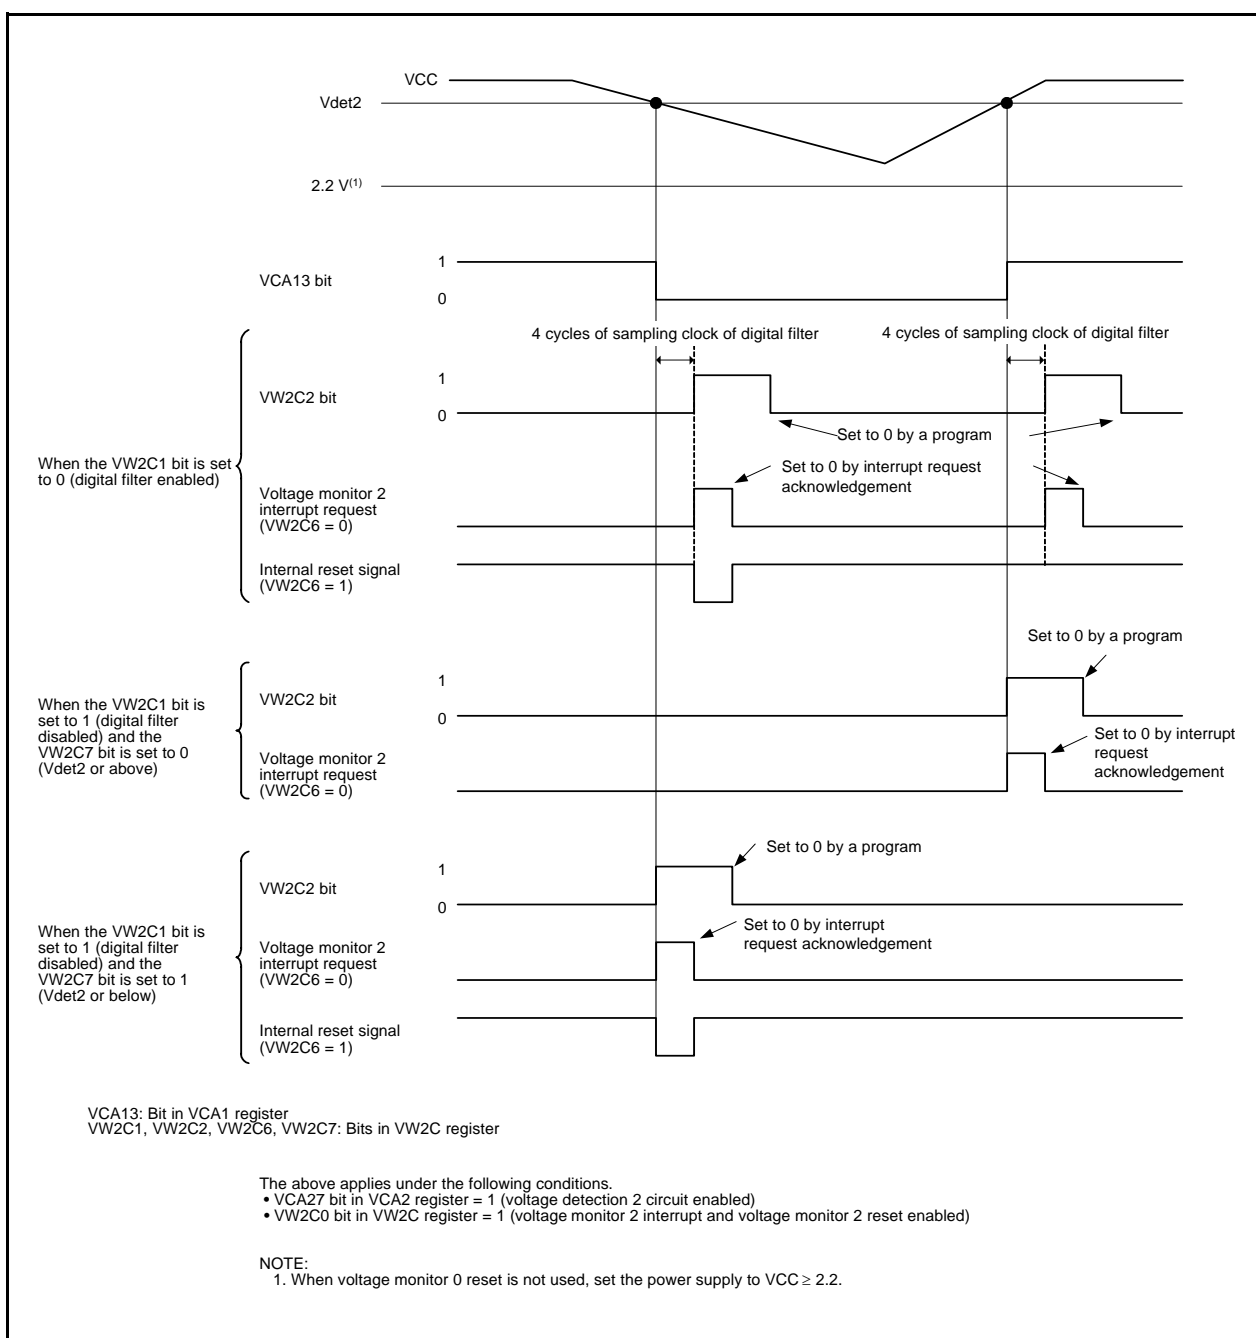 VCC
Vdet2
2.2 V(1)
1
VCA13 bit
0
4 cycles of sampling clock of digital filter
4 cycles of sampling clock of digital filter
1
VW2C2 bit
0
Set to 0 by a program
When the VW2C1 bit is set
to 0 (digital filter enabled)
Set to 0 by interrupt request
acknowledgement
Voltage monitor 2
interrupt request
(VW2C6 = 0)
Internal reset signal
(VW2C6 = 1)
Set to 0 by a program
1
VW2C2 bit
0
When the VW2C1 bit is
set to 1 (digital filter
disabled) and the
VW2C7 bit is set to 0
(Vdet2 or above)
Set to 0 by interrupt
request
acknowledgement
Voltage monitor 2
interrupt request
(VW2C6 = 0)
Set to 0 by a program
1
VW2C2 bit
0
When the VW2C1 bit is
set to 1 (digital filter
disabled) and the
VW2C7 bit is set to 1
(Vdet2 or below)
Set to 0 by interrupt
request acknowledgement
Voltage monitor 2
interrupt request
(VW2C6 = 0)
Internal reset signal
(VW2C6 = 1)
VCA13: Bit in VCA1 register
VW2C1, VW2C2, VW2C6, VW2C7: Bits in VW2C register
The above applies under the following conditions.
• VCA27 bit in VCA2 register = 1 (voltage detection 2 circuit enabled)
• VW2C0 bit in VW2C register = 1 (voltage monitor 2 interrupt and voltage monitor 2 reset enabled)
NOTE:
1. When voltage monitor 0 reset is not used, set the power supply to VCC ≥ 2.2.